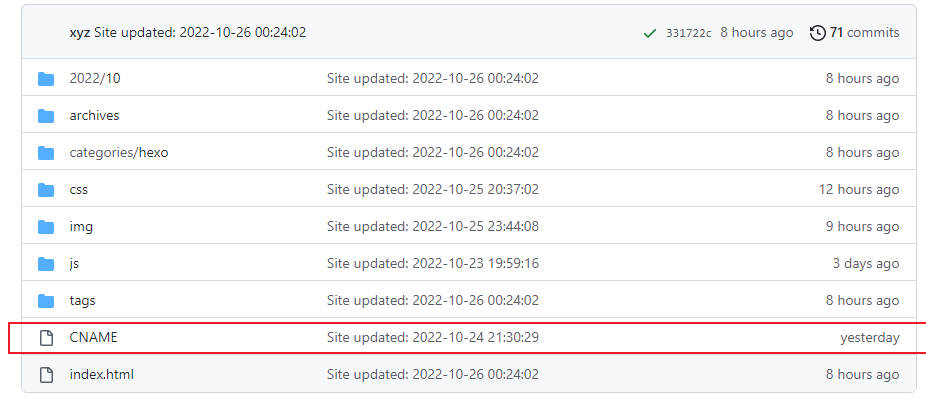 xyz Site updated: 2022-10-26 00:24:02 331722c 8 hours ago 71 commits
2022/10 Site updated: 2022-10-26 00:24:02 8 hours ago
archives Site updated: 2022-10-26 00:24:02 8 hours ago
categories/hexo Site updated: 2022-10-26 00:24:02 8 hours ago
css Site updated: 2022-10-25 20:37:02 12 hours ago
img Site updated: 2022-10-25 23:44:08 9 hours ago
js Site updated: 2022-10-23 19:59:16 3 days ago
tags Site updated: 2022-10-26 00:24:02 8 hours ago
CNAME Site updated: 2022-10-24 21:30:29 yesterday
index.html Site updated: 2022-10-26 00:24:02 8 hours ago